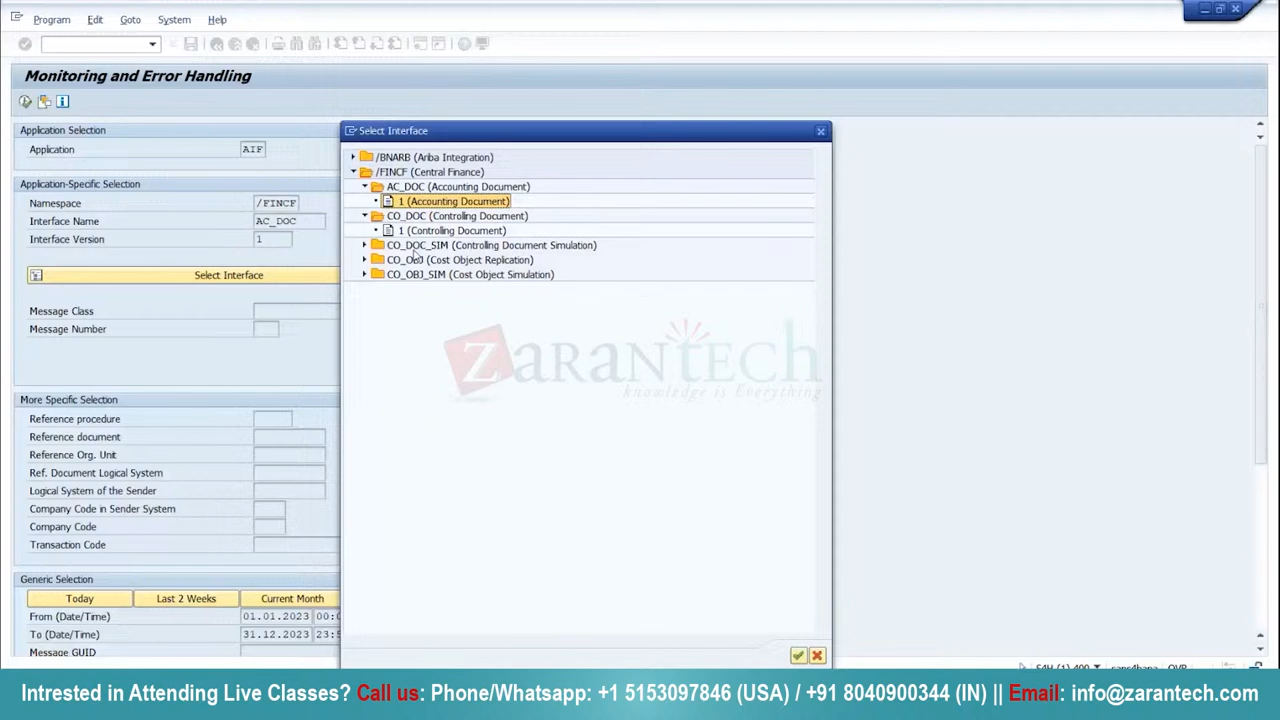 Program Edit Goto System Help
Monitoring and Error Handling
Application Selection
Application AIF
Application-Specific Selection
Namespace /FINCF
Interface Name AC_DOC
Interface Version 1
Select Interface
Message Class
Message Number
More Specific Selection
Reference procedure
Reference document
Reference Org. Unit
Ref. Document Logical System
Logical System of the Sender
Company Code in Sender System
Company Code
Transaction Code
Generic Selection
Today Last 2 Weeks Current Month
From (Date/Time) 01.01.2023
To (Date/Time) 31.12.2023
Message GUID
Select Interface
/BNARB (Ariba Integration)
/FINCF (Central Finance)
AC_DOC (Accounting Document)
1 (Accounting Document)
CO_DOC (Controling Document)
1 (Controling Document)
CO_DOC_SIM (Controling Document Simulation)
CO_OBJ (Cost Object Replication)
CO_OBJ_SIM (Cost Object Simulation)
zarantech
knowledge is Everything
Intrested in Attending Live Classes? Call us: Phone/Whatsapp: +1 5153097846 (USA) / +91 8040900344 (IN) || Email: info@zarantech.com